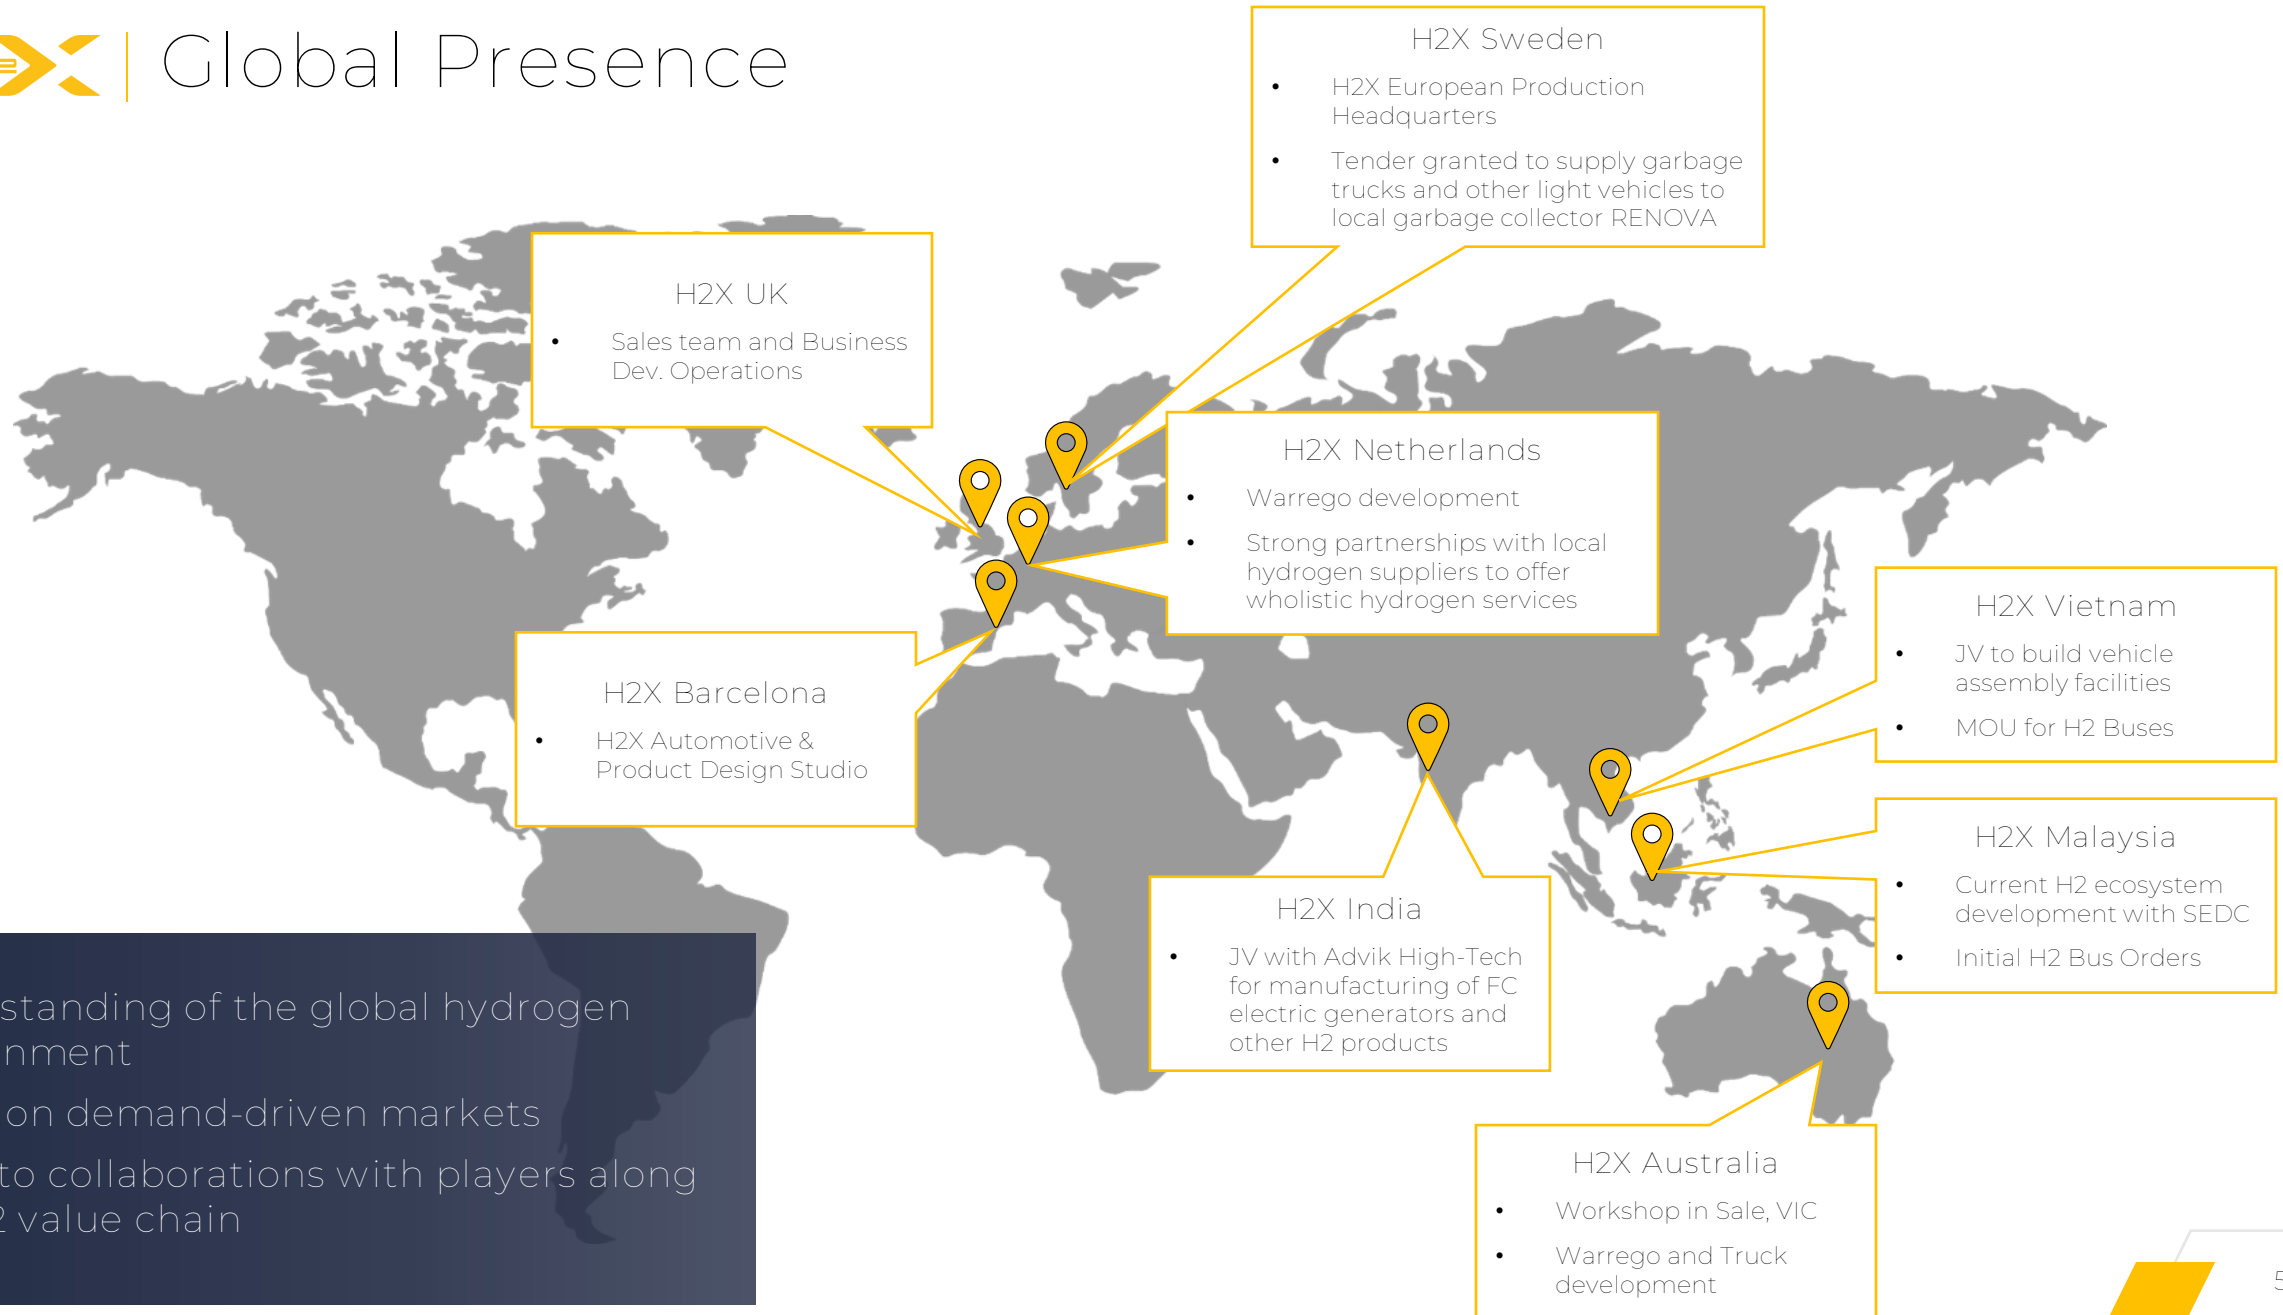 Global Presence
H2X Sweden
• H2X European Production
Headquarters
• Tender granted to supply garbage
trucks and other light vehicles to
local garbage collector RENOVA
H2X UK
• Sales team and Business
Dev. Operations
H2X Netherlands
• Warrego development
• Strong partnerships with local
hydrogen suppliers to offer
wholistic hydrogen services
H2X Barcelona
• H2X Automotive &
Product Design Studio
H2X Vietnam
• JV to build vehicle
assembly facilities
• MOU for H2 Buses
H2X Malaysia
• Current H2 ecosystem
development with SEDC
• Initial H2 Bus Orders
H2X India
• JV with Advik High-Tech
for manufacturing of FC
electric generators and
other H2 products
H2X Australia
• Workshop in Sale, VIC
• Warrego and Truck
development
standing of the global hydrogen
nment
on demand-driven markets
to collaborations with players along
2 value chain
5